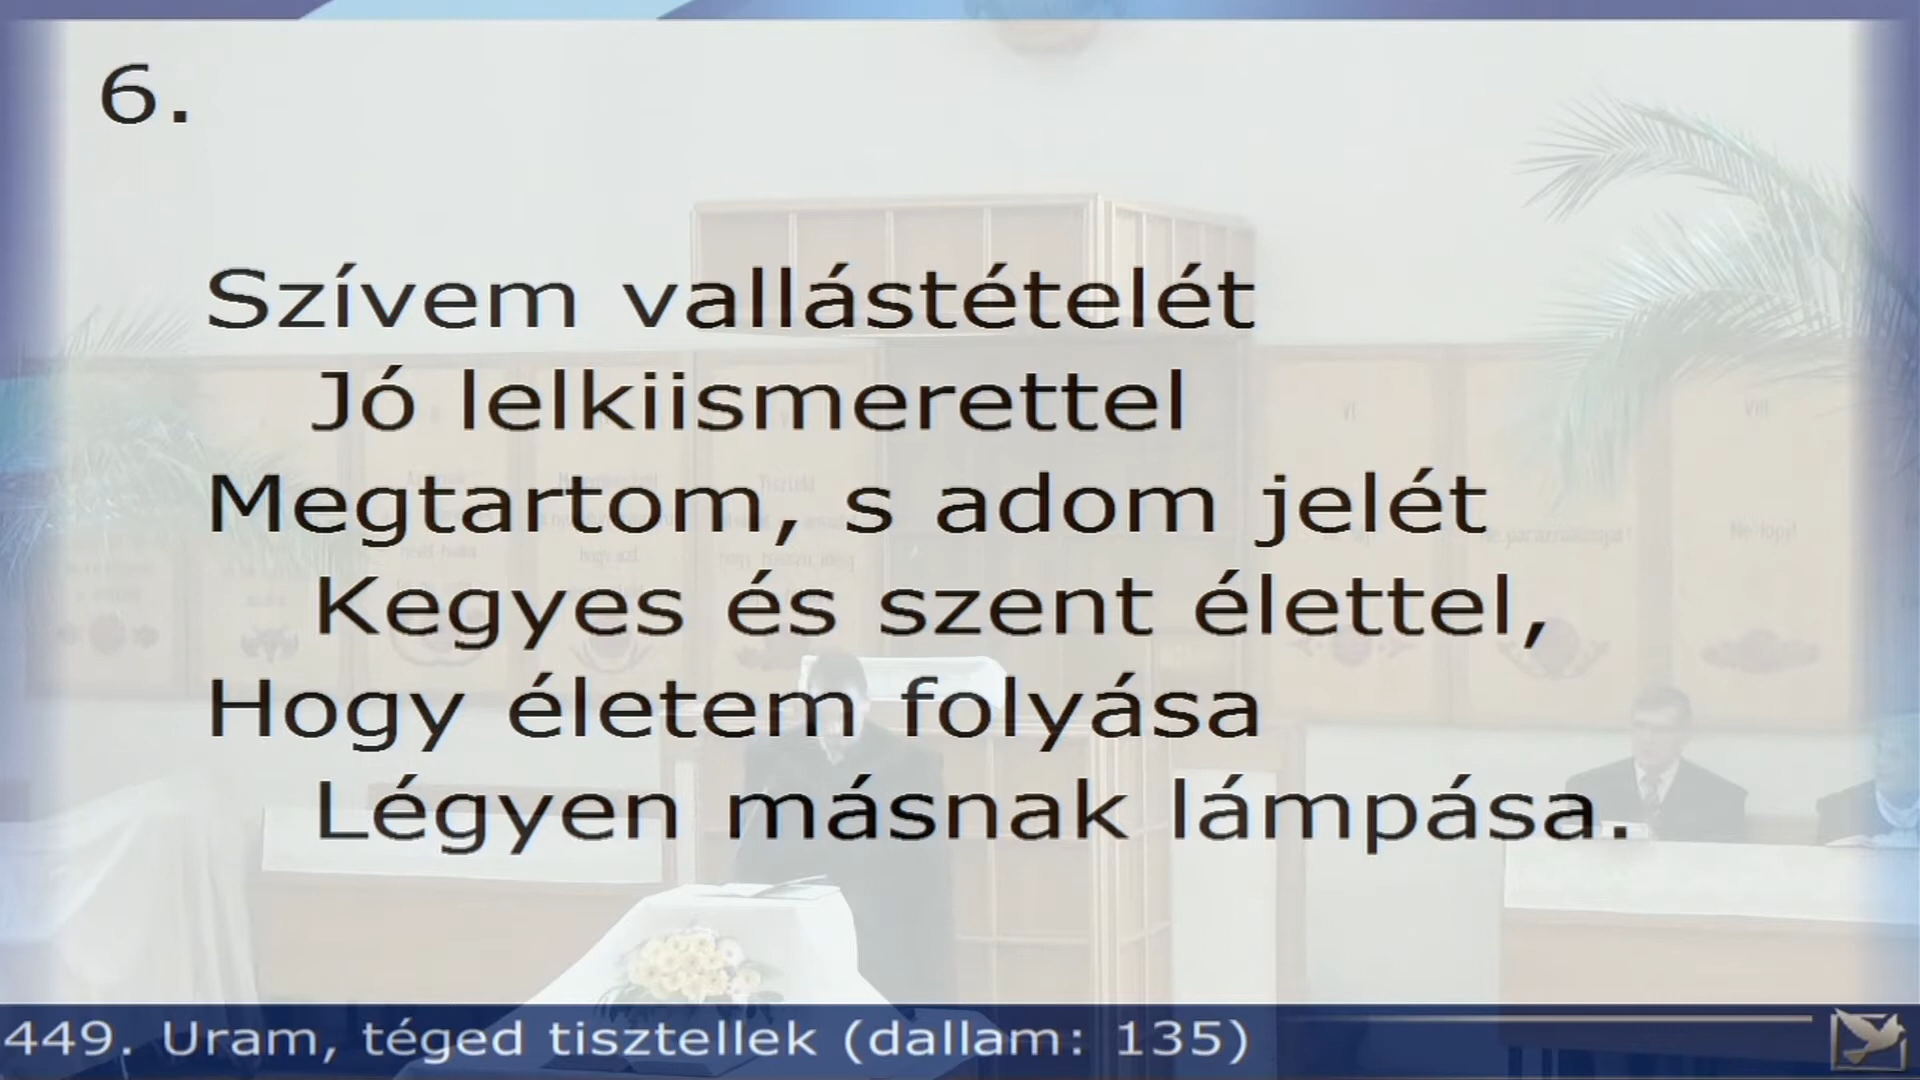 6.
Szívem vallástételét
Jó lelkiismerettel
Megtartom, s adom jelét
Kegyes és szent élettel,
Hogy életem folyása
Légyen másnak lámpása.
449. Uram, téged tisztellek (dallam: 135)